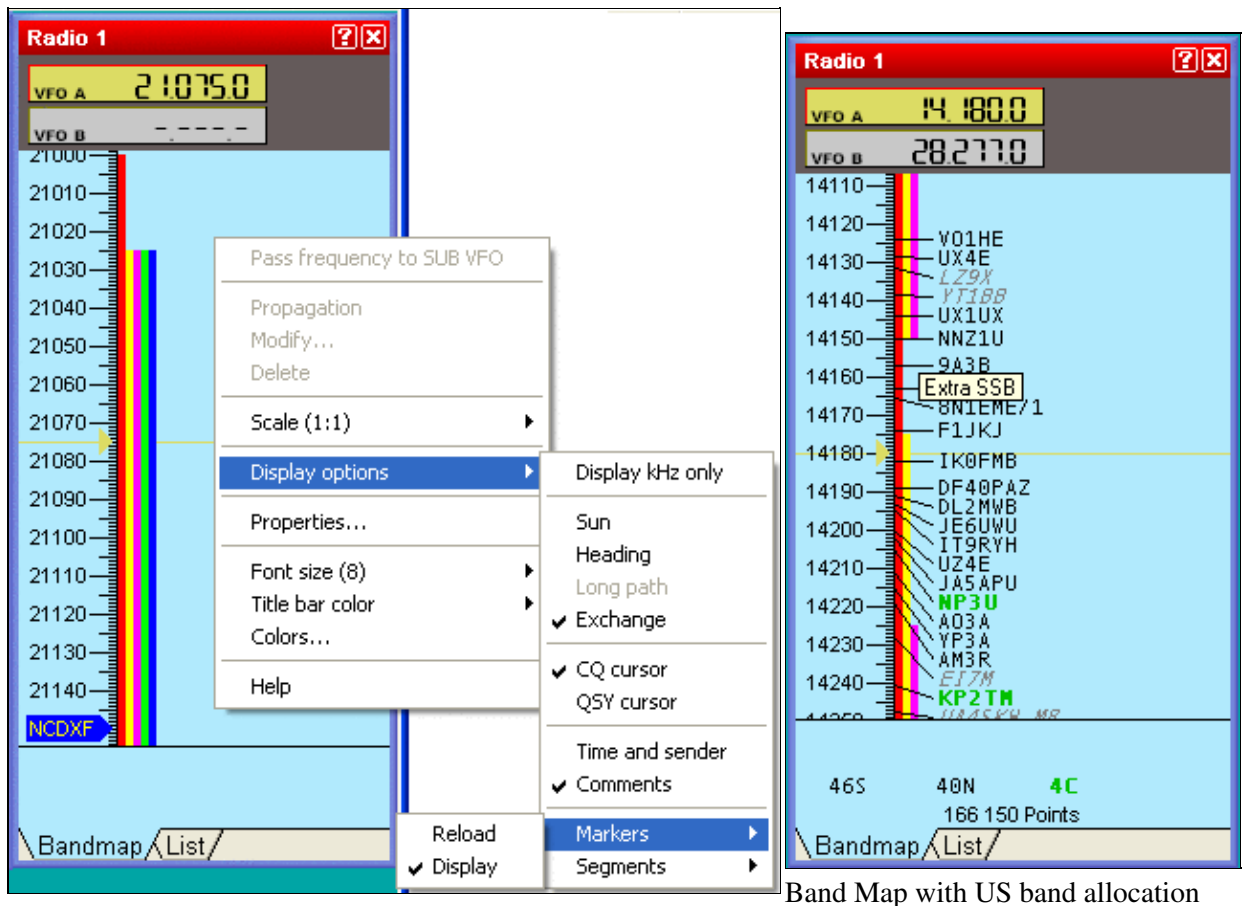 Radio 1
VFO A 21.075.0
VFO B -.---.-
21000
21010
21020
21030
21040
21050
21060
21070
21080
21090
21100
21110
21120
21130
21140
NCDXF
Bandmap List
Pass frequency to SUB VFO
Propagation
Modify...
Delete
Scale (1:1)
Display options
Properties...
Font size (8)
Title bar color
Colors...
Help
Display kHz only
Sun
Heading
Long path
Exchange
CQ cursor
QSY cursor
Time and sender
Comments
Markers
Segments
Reload
Display
Radio 1
VFO A 14.180.0
VFO B 28.277.0
14110
14120
VO1HE
14130
UX4E
LZ9X
14140
YT1BB
UX1UX
14150
NNZ1U
9A3B
14160
Extra SSB
8N1EME/1
14170
F1JKJ
14180
IK0FMB
14190
DF40PAZ
DL2MWB
14200
JE6UWU
IT9RYH
UZ4E
14210
JA5APU
14220
NP3U
AO3A
14230
YP3A
AM3R
14240
EI7M
KP2TM
46S 40N 4C
166 150 Points
Bandmap List
Band Map with US band allocation